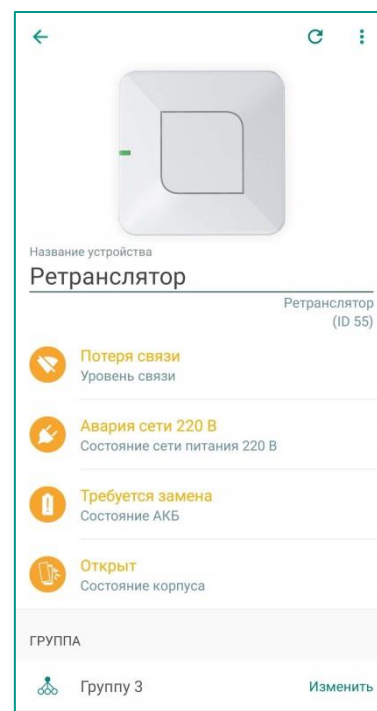 Название устройства
Ретранслятор
Ретранслятор
(ID 55)
Потеря связи
Уровень связи
Авария сети 220 В
Состояние сети питания 220 В
Требуется замена
Состояние АКБ
Открыт
Состояние корпуса
ГРУППА
Группу 3
Изменить